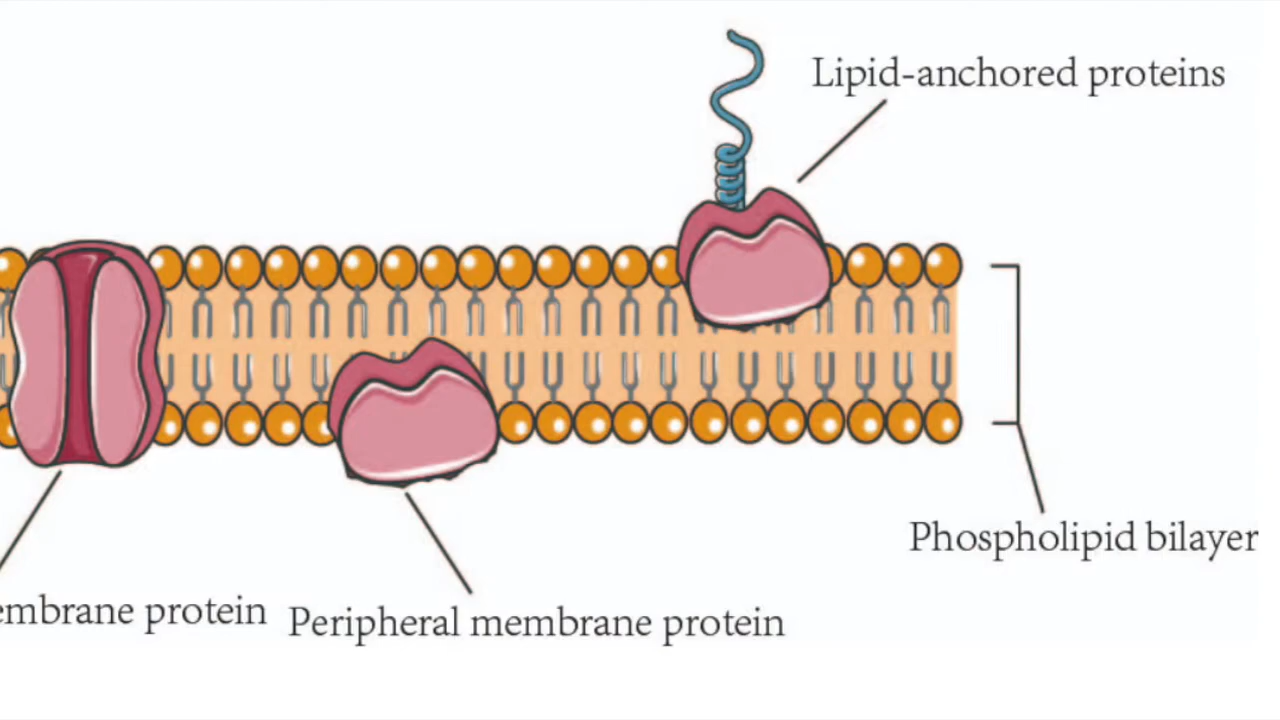 Lipid-anchored proteins
Phospholipid bilayer
embrane protein
Peripheral membrane protein